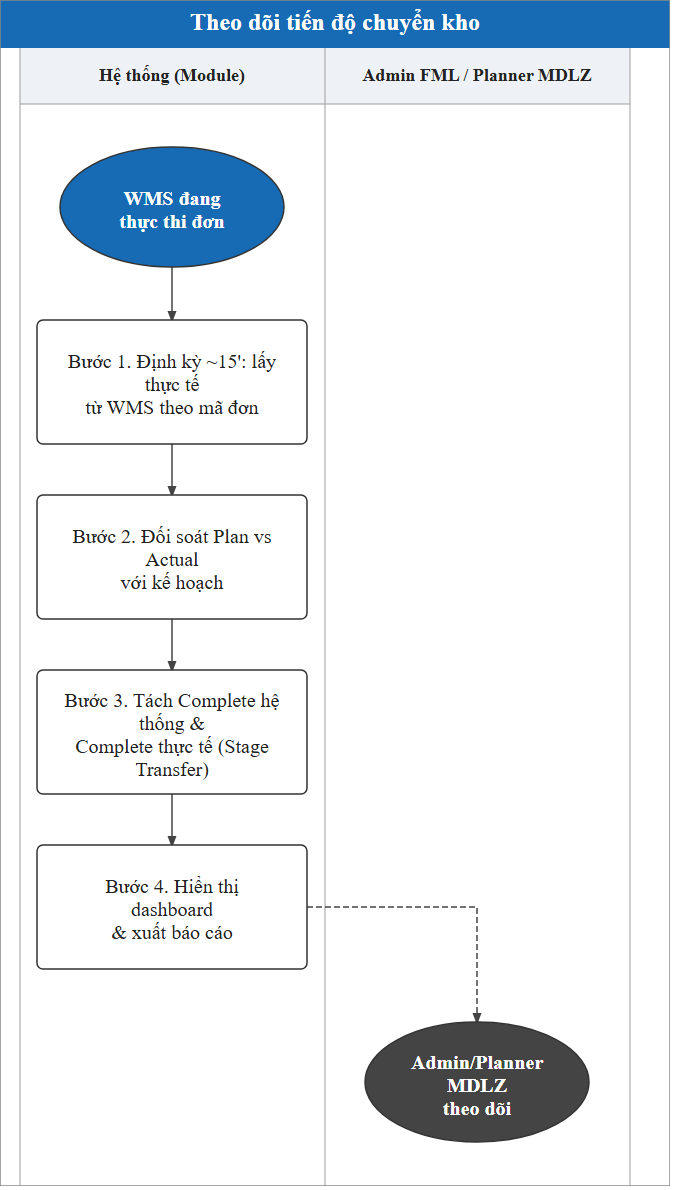 Theo dõi tiến độ chuyển kho
Hệ thống (Module)
Admin FML / Planner MDLZ
WMS đang
thực thi đơn
Bước 1. Định kỳ ~15': lấy
thực tế
từ WMS theo mã đơn
Bước 2. Đối soát Plan vs
Actual
với kế hoạch
Bước 3. Tách Complete hệ
thống &
Complete thực tế (Stage
Transfer)
Bước 4. Hiển thị
dashboard
& xuất báo cáo
Admin/Planner
MDLZ
theo dõi